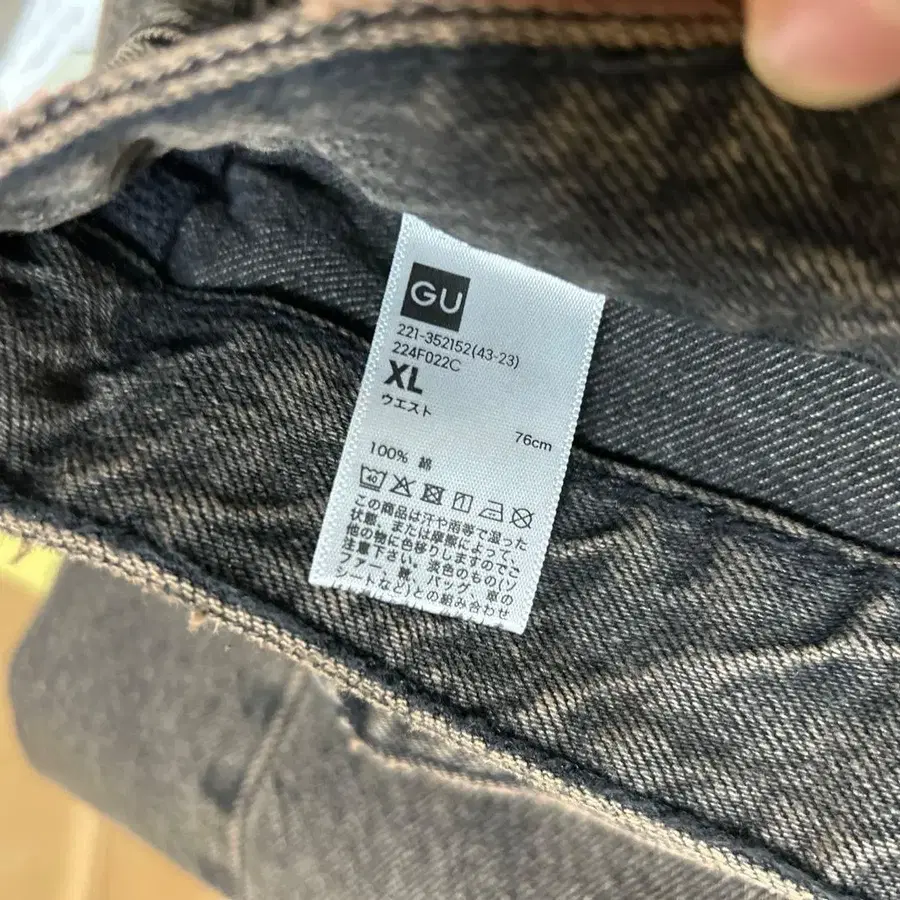 GU
221-352152(43-23)
224F022C
XL
ウエスト
76cm
100% 綿
40
この商品は汗や雨等で湿った
状態、または摩擦によって、
他の物に色移りしますのでご
注意下さい。淡色のもの(ソ
ファー、靴、バッグ、車の
シートなど)との組み合わせ